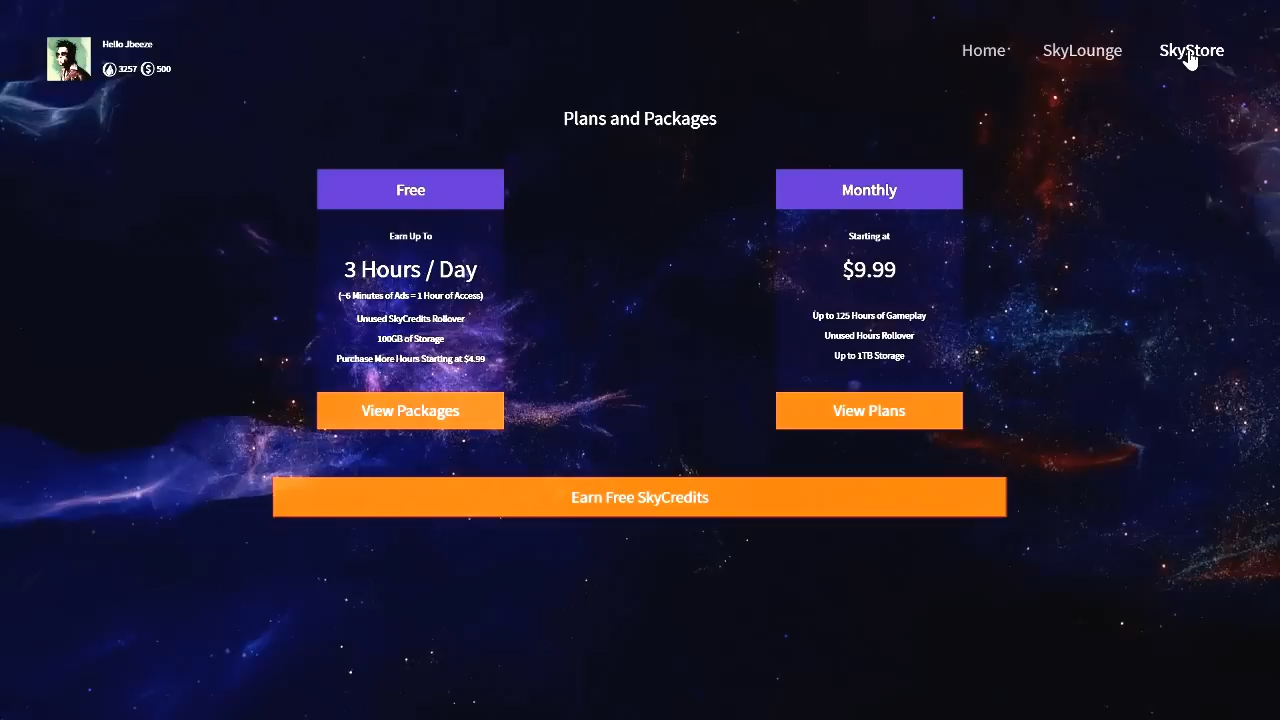 Hello Jbeeze
3257 500
Home
SkyLounge
SkyStore
Plans and Packages
Free
Earn Up To
3 Hours / Day
(~6 Minutes of Ads = 1 Hour of Access)
Unused SkyCredits Rollover
100GB of Storage
Purchase More Hours Starting at $4.99
View Packages
Monthly
Starting at
$9.99
Up to 125 Hours of Gameplay
Unused Hours Rollover
Up to 1TB Storage
View Plans
Earn Free SkyCredits